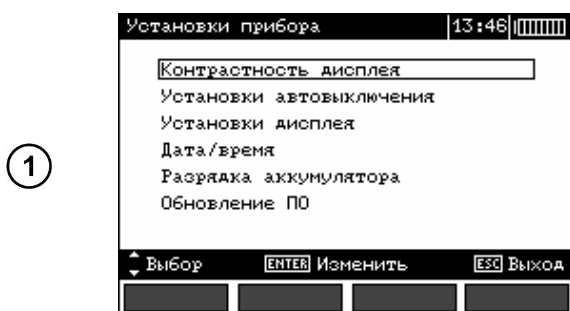 Установки прибора 13:46
Контрастность дисплея
Установки автовыключения
Установки дисплея
1
Дата/время
Разрядка аккумулятора
Обновление ПО
Выбор ENTER Изменить ESC Выход